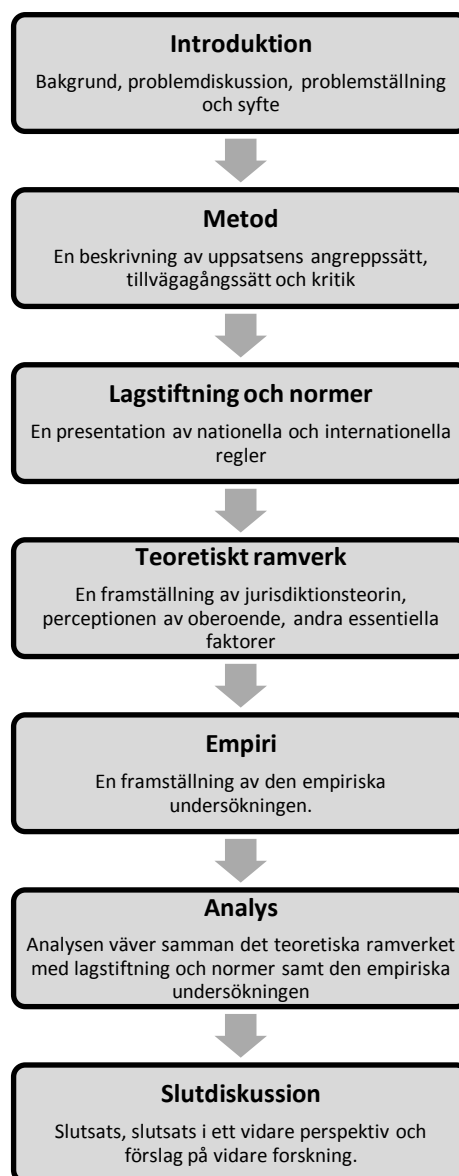 Introduktion
Bakgrund, problemdiskussion, problemställning
och syfte
Metod
En beskrivning av uppsatsens angreppssätt,
tillvägagångssätt och kritik
Lagstiftning och normer
En presentation av nationella och internationella
regler
Teoretiskt ramverk
En framställning av jurisdiktionsteorin,
perceptionen av oberoende, andra essentiella
faktorer
Empiri
En framställning av den empiriska
undersökningen.
Analys
Analysen väver samman det teoretiska ramverket
med lagstiftning och normer samt den empiriska
undersökningen
Slutdiskussion
Slutsats, slutsats i ett vidare perspektiv och
förslag på vidare forskning.